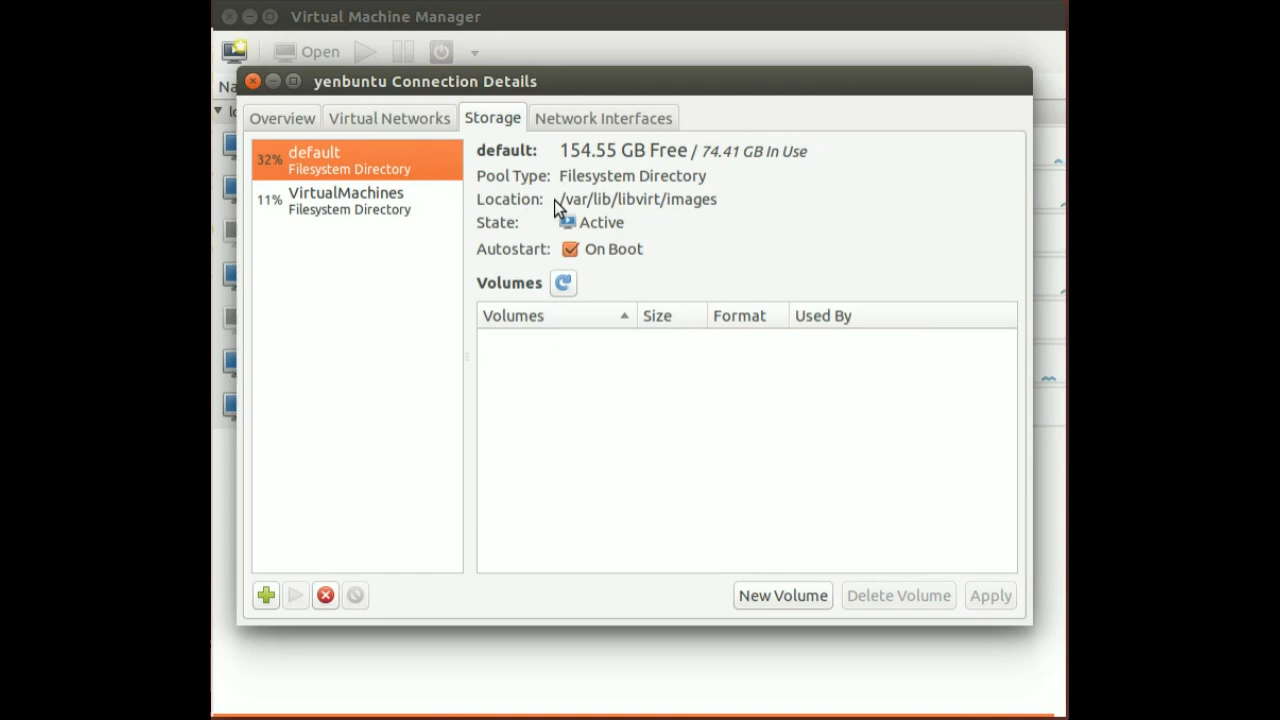 Virtual Machine Manager
Open
Na
yenbuntu Connection Details
Overview Virtual Networks Storage Network Interfaces
32% default
Filesystem Directory
11% VirtualMachines
Filesystem Directory
default: 154.55 GB Free / 74.41 GB In Use
Pool Type: Filesystem Directory
Location: /var/lib/libvirt/images
State: Active
Autostart: On Boot
Volumes
Volumes Size Format Used By
New Volume Delete Volume Apply